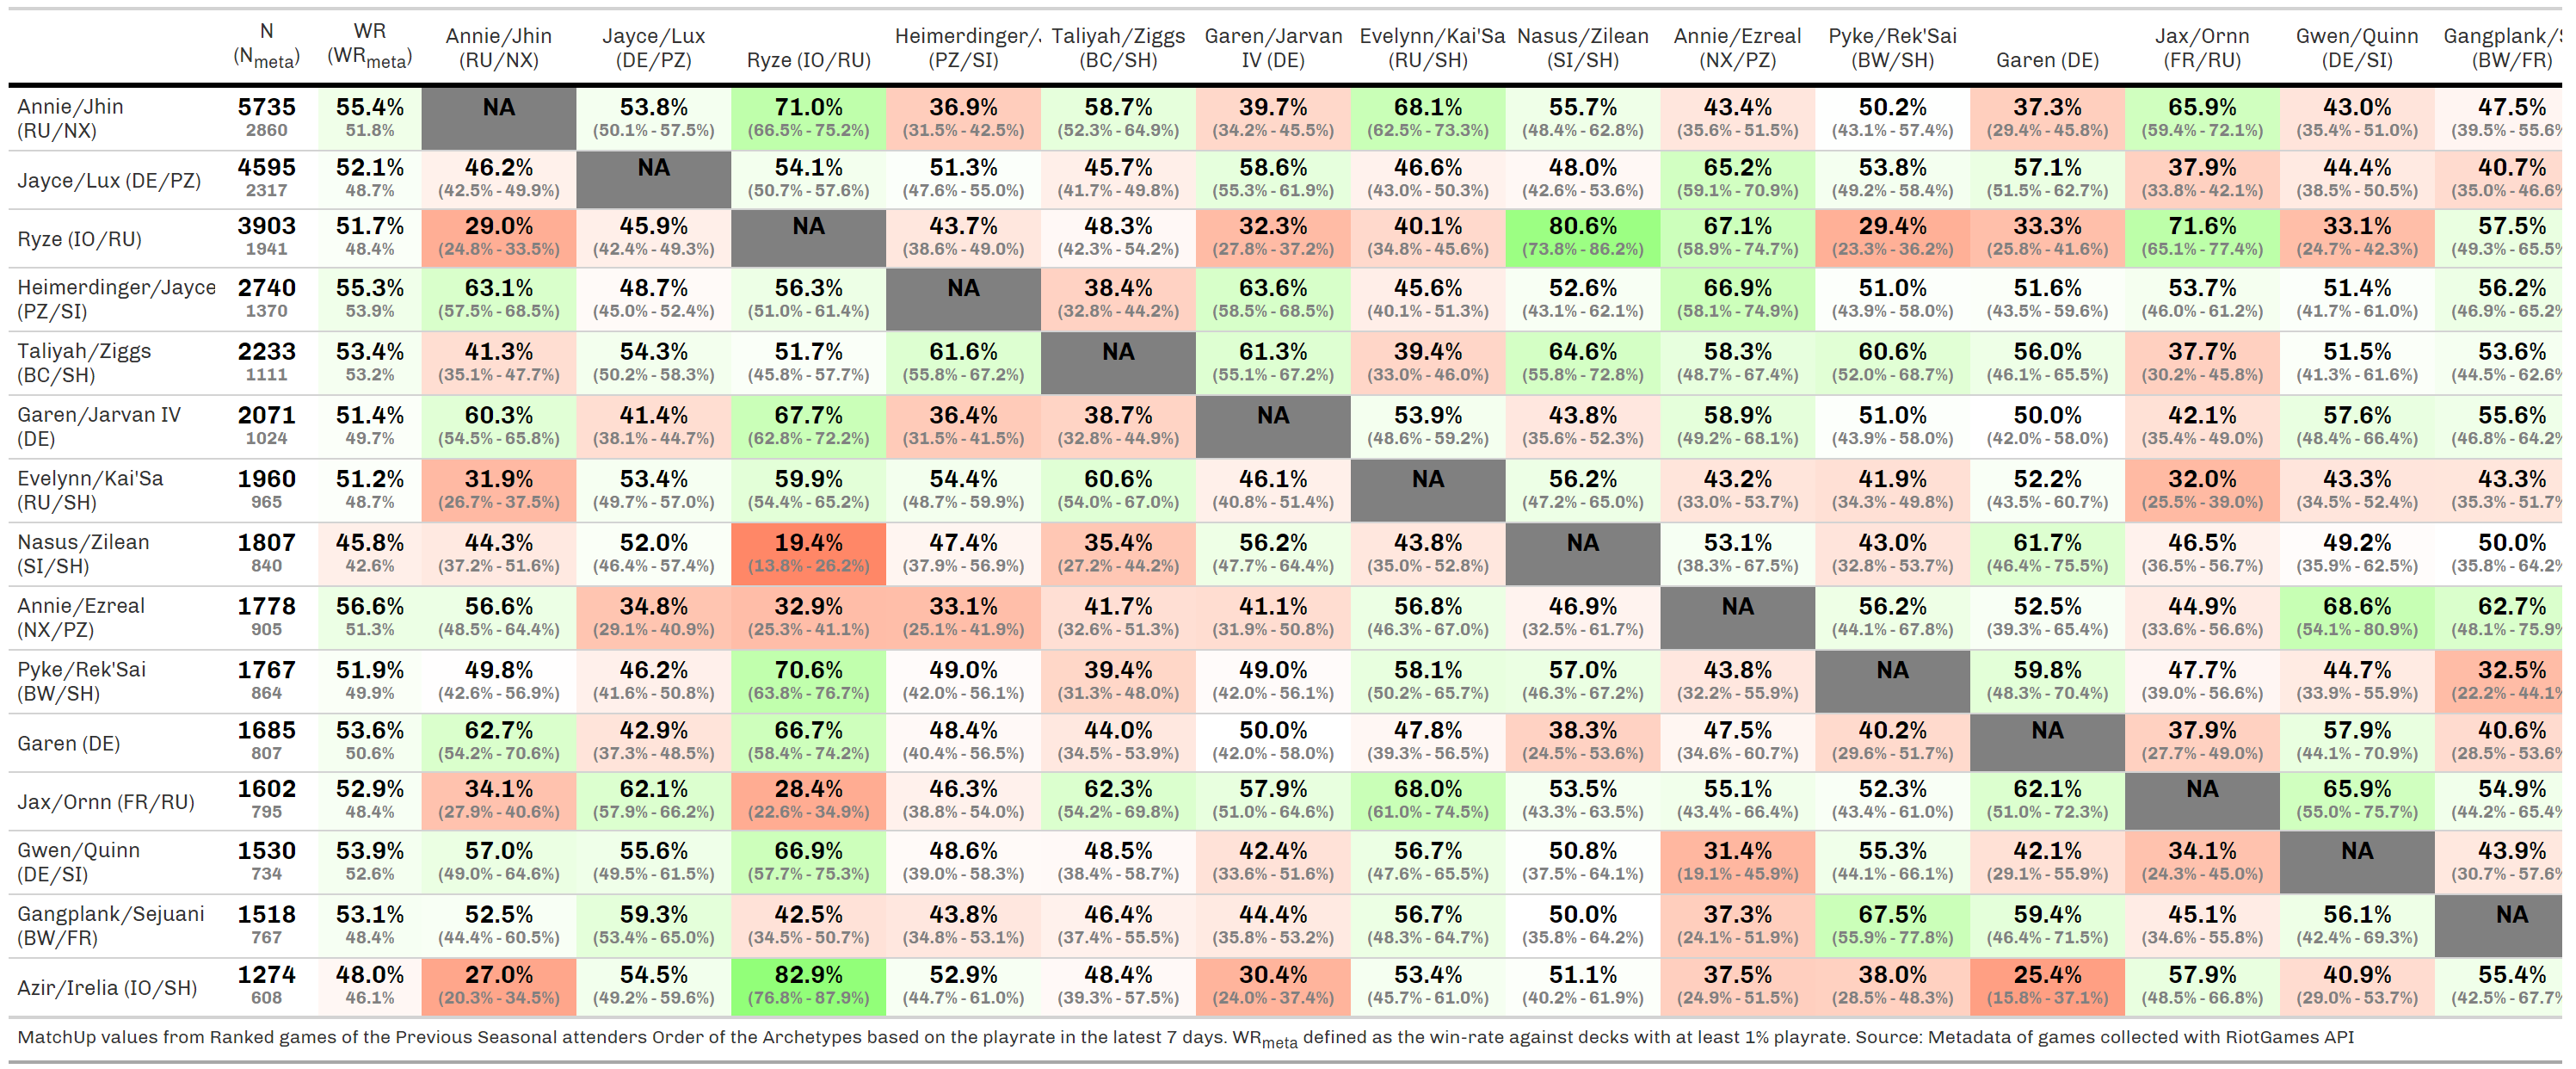 N WR Annie/Jhin Jayce/Lux Heimerdinger/ Taliyah/Ziggs Garen/Jarvan Evelynn/Kai'Sa Nasus/Zilean Annie/Ezreal Pyke/Rek'Sai Jax/Ornn Gwen/Quinn Gangplank/
(Nmeta) (WRmeta) (RU/NX) (DE/PZ) Ryze (IO/RU) (PZ/SI) (BC/SH) IV (DE) (RU/SH) (SI/SH) (NX/PZ) (BW/SH) Garen (DE) (FR/RU) (DE/SI) (BW/FR)
Annie/Jhin 5735 55.4% NA 53.8% 71.0% 36.9% 58.7% 39.7% 68.1% 55.7% 43.4% 50.2% 37.3% 65.9% 43.0% 47.5%
(RU/NX) 2860 51.8% (50.1% - 57.5%) (66.5% - 75.2%) (31.5% - 42.5%) (52.3% - 64.9%) (34.2% - 45.5%) (62.5% - 73.3%) (48.4% - 62.8%) (35.6% - 51.5%) (43.1% - 57.4%) (29.4% - 45.8%) (59.4% - 72.1%) (35.4% - 51.0%) (39.5% - 55.6%
Jayce/Lux (DE/PZ) 4595 52.1% 46.2% NA 54.1% 51.3% 45.7% 58.6% 46.6% 48.0% 65.2% 53.8% 57.1% 37.9% 44.4% 40.7%
2317 48.7% (42.5% - 49.9%) (50.7% - 57.6%) (47.6% - 55.0%) (41.7% - 49.8%) (55.3% - 61.9%) (43.0% - 50.3%) (42.6% - 53.6%) (59.1% - 70.9%) (49.2% - 58.4%) (51.5% - 62.7%) (33.8% - 42.1%) (38.5% - 50.5%) (35.0% - 46.6%
Ryze (IO/RU) 3903 51.7% 29.0% 45.9% NA 43.7% 48.3% 32.3% 40.1% 80.6% 67.1% 29.4% 33.3% 71.6% 33.1% 57.5%
1941 48.4% (24.8% - 33.5%) (42.4% - 49.3%) (38.6% - 49.0%) (42.3% - 54.2%) (27.8% - 37.2%) (34.8% - 45.6%) (73.8% - 86.2%) (58.9% - 74.7%) (23.3% - 36.2%) (25.8% - 41.6%) (65.1% - 77.4%) (24.7% - 42.3%) (49.3% - 65.5%
Heimerdinger/Jayce 2740 55.3% 63.1% 48.7% 56.3% NA 38.4% 63.6% 45.6% 52.6% 66.9% 51.0% 51.6% 53.7% 51.4% 56.2%
(PZ/SI) 1370 53.9% (57.5% - 68.5%) (45.0% - 52.4%) (51.0% - 61.4%) (32.8% - 44.2%) (58.5% - 68.5%) (40.1% - 51.3%) (43.1% - 62.1%) (58.1% - 74.9%) (43.9% - 58.0%) (43.5% - 59.6%) (46.0% - 61.2%) (41.7% - 61.0%) (46.9% - 65.2%
Taliyah/Ziggs 2233 53.4% 41.3% 54.3% 51.7% 61.6% NA 61.3% 39.4% 64.6% 58.3% 60.6% 56.0% 37.7% 51.5% 53.6%
(BC/SH) 1111 53.2% (35.1% - 47.7%) (50.2% - 58.3%) (45.8% - 57.7%) (55.8% - 67.2%) (55.1% - 67.2%) (33.0% - 46.0%) (55.8% - 72.8%) (48.7% - 67.4%) (52.0% - 68.7%) (46.1% - 65.5%) (30.2% - 45.8%) (41.3% - 61.6%) (44.5% - 62.6%
Garen/Jarvan IV 2071 51.4% 60.3% 41.4% 67.7% 36.4% 38.7% NA 53.9% 43.8% 58.9% 51.0% 50.0% 42.1% 57.6% 55.6%
(DE) 1024 49.7% (54.5% - 65.8%) (38.1% - 44.7%) (62.8% - 72.2%) (31.5% - 41.5%) (32.8% - 44.9%) (48.6% - 59.2%) (35.6% - 52.3%) (49.2% - 68.1%) (43.9% - 58.0%) (42.0% - 58.0%) (35.4% - 49.0%) (48.4% - 66.4%) (46.8% - 64.2%
Evelynn/Kai'Sa 1960 51.2% 31.9% 53.4% 59.9% 54.4% 60.6% 46.1% NA 56.2% 43.2% 41.9% 52.2% 32.0% 43.3% 43.3%
(RU/SH) 965 48.7% (26.7% - 37.5%) (49.7% - 57.0%) (54.4% - 65.2%) (48.7% - 59.9%) (54.0% - 67.0%) (40.8% - 51.4%) (47.2% - 65.0%) (33.0% - 53.7%) (34.3% - 49.8%) (43.5% - 60.7%) (25.5% - 39.0%) (34.5% - 52.4%) (35.3% - 51.7%
Nasus/Zilean 1807 45.8% 44.3% 52.0% 19.4% 47.4% 35.4% 56.2% 43.8% NA 53.1% 43.0% 61.7% 46.5% 49.2% 50.0%
(SI/SH) 840 42.6% (37.2% - 51.6%) (46.4% - 57.4%) (13.8% - 26.2%) (37.9% - 56.9%) (27.2% - 44.2%) (47.7% - 64.4%) (35.0% - 52.8%) (38.3% - 67.5%) (32.8% - 53.7%) (46.4% - 75.5%) (36.5% - 56.7%) (35.9% - 62.5%) (35.8% - 64.2%
Annie/Ezreal 1778 56.6% 56.6% 34.8% 32.9% 33.1% 41.7% 41.1% 56.8% 46.9% NA 56.2% 52.5% 44.9% 68.6% 62.7%
(NX/PZ) 905 51.3% (48.5% - 64.4%) (29.1% - 40.9%) (25.3% - 41.1%) (25.1% - 41.9%) (32.6% - 51.3%) (31.9% - 50.8%) (46.3% - 67.0%) (32.5% - 61.7%) (44.1% - 67.8%) (39.3% - 65.4%) (33.6% - 56.6%) (54.1% - 80.9%) (48.1% - 75.9%
Pyke/Rek'Sai 1767 51.9% 49.8% 46.2% 70.6% 49.0% 39.4% 49.0% 58.1% 57.0% 43.8% NA 59.8% 47.7% 44.7% 32.5%
(BW/SH) 864 49.9% (42.6% - 56.9%) (41.6% - 50.8%) (63.8% - 76.7%) (42.0% - 56.1%) (31.3% - 48.0%) (42.0% - 56.1%) (50.2% - 65.7%) (46.3% - 67.2%) (32.2% - 55.9%) (48.3% - 70.4%) (39.0% - 56.6%) (33.9% - 55.9%) (22.2% - 44.1%
Garen (DE) 1685 53.6% 62.7% 42.9% 66.7% 48.4% 44.0% 50.0% 47.8% 38.3% 47.5% 40.2% NA 37.9% 57.9% 40.6%
807 50.6% (54.2% - 70.6%) (37.3% - 48.5%) (58.4% - 74.2%) (40.4% - 56.5%) (34.5% - 53.9%) (42.0% - 58.0%) (39.3% - 56.5%) (24.5% - 53.6%) (34.6% - 60.7%) (29.6% - 51.7%) (27.7% - 49.0%) (44.1% - 70.9%) (28.5% - 53.6%
Jax/Ornn (FR/RU) 1602 52.9% 34.1% 62.1% 28.4% 46.3% 62.3% 57.9% 68.0% 53.5% 55.1% 52.3% 62.1% NA 65.9% 54.9%
795 48.4% (27.9% - 40.6%) (57.9% - 66.2%) (22.6% - 34.9%) (38.8% - 54.0%) (54.2% - 69.8%) (51.0% - 64.6%) (61.0% - 74.5%) (43.3% - 63.5%) (43.4% - 66.4%) (43.4% - 61.0%) (51.0% - 72.3%) (55.0% - 75.7%) (44.2% - 65.4%
Gwen/Quinn 1530 53.9% 57.0% 55.6% 66.9% 48.6% 48.5% 42.4% 56.7% 50.8% 31.4% 55.3% 42.1% 34.1% NA 43.9%
(DE/SI) 734 52.6% (49.0% - 64.6%) (49.5% - 61.5%) (57.7% - 75.3%) (39.0% - 58.3%) (38.4% - 58.7%) (33.6% - 51.6%) (47.6% - 65.5%) (37.5% - 64.1%) (19.1% - 45.9%) (44.1% - 66.1%) (29.1% - 55.9%) (24.3% - 45.0%) (30.7% - 57.6%
Gangplank/Sejuani 1518 53.1% 52.5% 59.3% 42.5% 43.8% 46.4% 44.4% 56.7% 50.0% 37.3% 67.5% 59.4% 45.1% 56.1% NA
(BW/FR) 767 48.4% (44.4% - 60.5%) (53.4% - 65.0%) (34.5% - 50.7%) (34.8% - 53.1%) (37.4% - 55.5%) (35.8% - 53.2%) (48.3% - 64.7%) (35.8% - 64.2%) (24.1% - 51.9%) (55.9% - 77.8%) (46.4% - 71.5%) (34.6% - 55.8%) (42.4% - 69.3%)
Azir/Irelia (IO/SH) 1274 48.0% 27.0% 54.5% 82.9% 52.9% 48.4% 30.4% 53.4% 51.1% 37.5% 38.0% 25.4% 57.9% 40.9% 55.4%
608 46.1% (20.3% - 34.5%) (49.2% - 59.6%) (76.8% - 87.9%) (44.7% - 61.0%) (39.3% - 57.5%) (24.0% - 37.4%) (45.7% - 61.0%) (40.2% - 61.9%) (24.9% - 51.5%) (28.5% - 48.3%) (15.8% - 37.1%) (48.5% - 66.8%) (29.0% - 53.7%) (42.5% - 67.7%
MatchUp values from Ranked games of the Previous Seasonal attenders Order of the Archetypes based on the playrate in the latest 7 days. WRmeta defined as the win-rate against decks with at least 1% playrate. Source: Metadata of games collected with RiotGames API